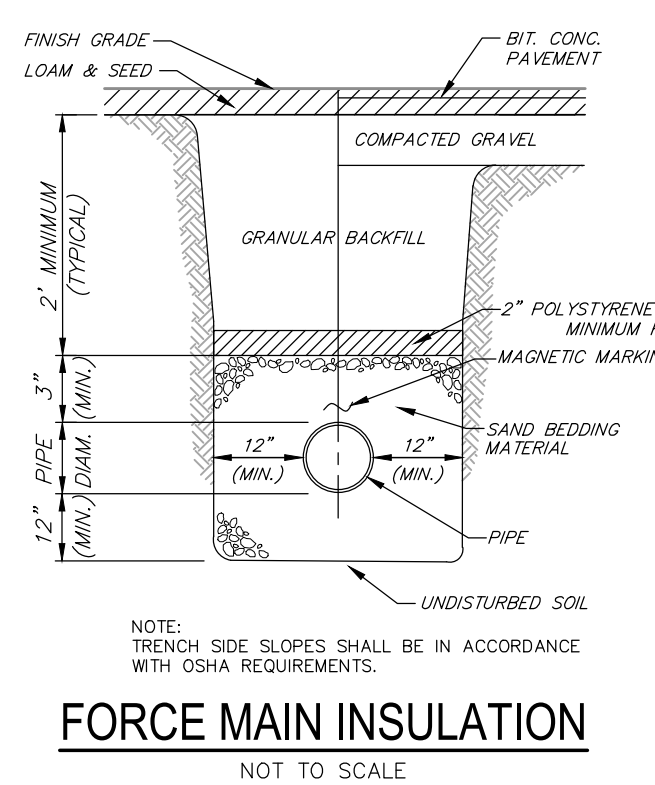 FINISH GRADE
LOAM & SEED
BIT. CONC.
PAVEMENT
COMPACTED GRAVEL
2' MINIMUM
(TYPICAL)
GRANULAR BACKFILL
2" POLYSTYRENE
MINIMUM
MAGNETIC
3"
(MIN.)
SAND BEDDING
MATERIAL
PIPE
DIAM.
12"
(MIN.)
12"
(MIN.)
12"
(MIN.)
PIPE
UNDISTURBED SOIL
NOTE:
TRENCH SIDE SLOPES SHALL BE IN ACCORDANCE
WITH OSHA REQUIREMENTS.
FORCE MAIN INSULATION
NOT TO SCALE